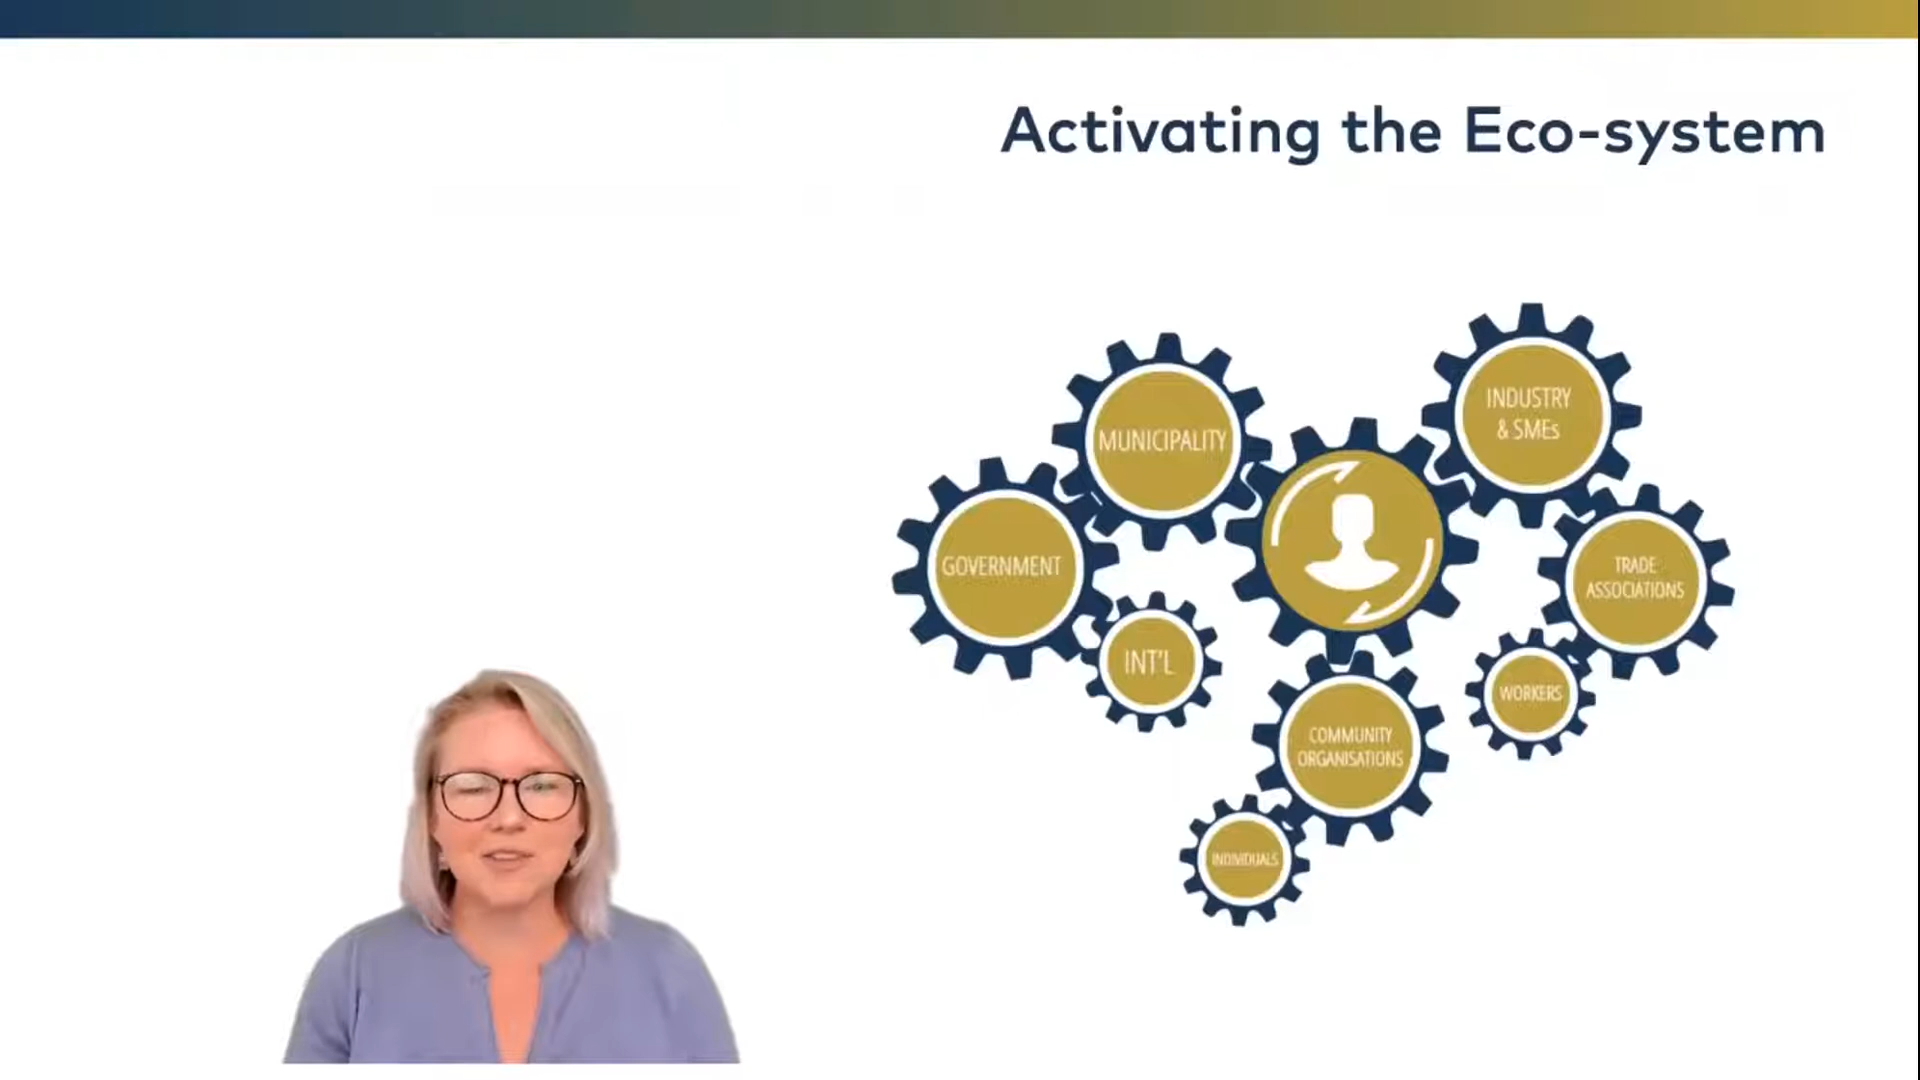 Activating the Eco-system
INDUSTRY
& SMEs
MUNICIPALITY
GOVERNMENT
TRADE
ASSOCIATIONS
INT'L
WORKERS
COMMUNITY
ORGANISATIONS
INDIVIDUALS